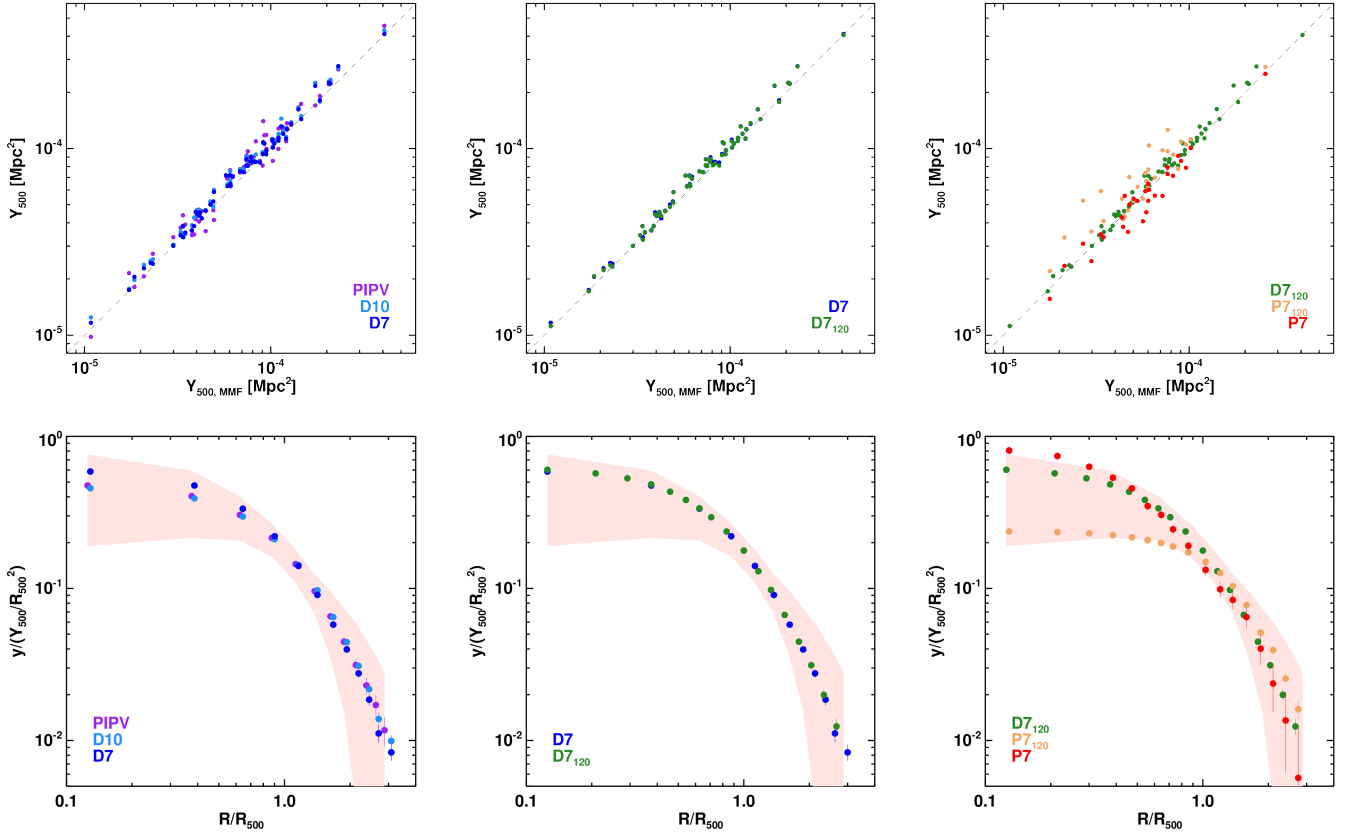 10⁻⁴
10⁻⁵
10⁻⁵
10⁻⁴
Y₅₀₀ [Mpc²]
Y₅₀₀, MMF [Mpc²]
PIPV
D10
D7
10⁻⁴
10⁻⁵
10⁻⁵
10⁻⁴
Y₅₀₀ [Mpc²]
Y₅₀₀, MMF [Mpc²]
D7
D7₁₂₀
10⁻⁴
10⁻⁵
10⁻⁵
10⁻⁴
Y₅₀₀ [Mpc²]
Y₅₀₀, MMF [Mpc²]
D7₁₂₀
P7₁₂₀
P7
10⁰
10⁻¹
10⁻²
0.1
1.0
y/(Y₅₀₀/R₅₀₀²)
R/R₅₀₀
PIPV
D10
D7
10⁰
10⁻¹
10⁻²
0.1
1.0
y/(Y₅₀₀/R₅₀₀²)
R/R₅₀₀
D7
D7₁₂₀
10⁰
10⁻¹
10⁻²
0.1
1.0
y/(Y₅₀₀/R₅₀₀²)
R/R₅₀₀
D7₁₂₀
P7₁₂₀
P7